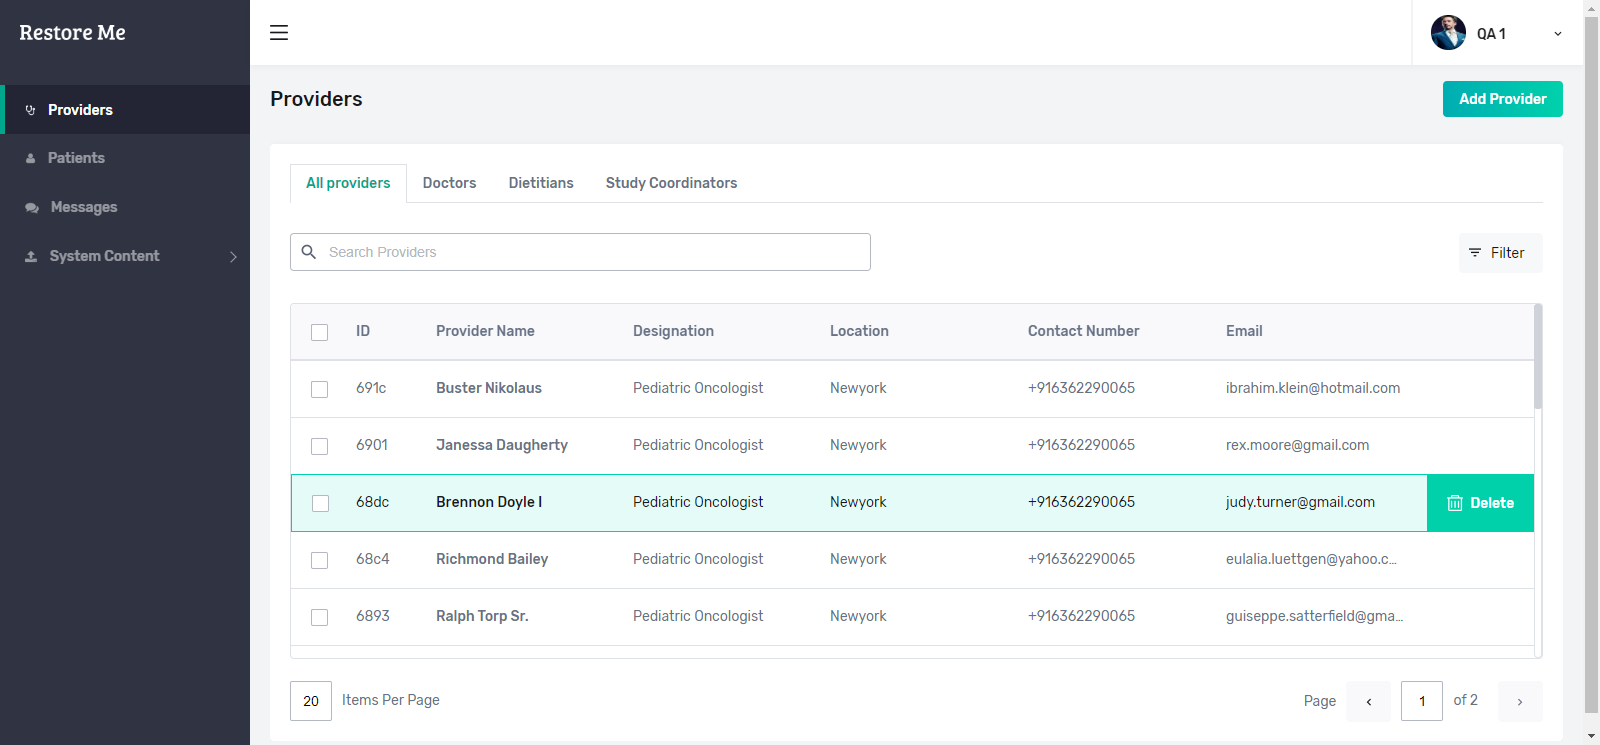 Restore Me
QA 1
Providers
Patients
Messages
System Content
Providers
Add Provider
All providers Doctors Dietitians Study Coordinators
Search Providers
Filter
ID Provider Name Designation Location Contact Number Email
691c Buster Nikolaus Pediatric Oncologist Newyork +916362290065 ibrahim.klein@hotmail.com
6901 Janessa Daugherty Pediatric Oncologist Newyork +916362290065 rex.moore@gmail.com
68dc Brennon Doyle I Pediatric Oncologist Newyork +916362290065 judy.turner@gmail.com Delete
68c4 Richmond Bailey Pediatric Oncologist Newyork +916362290065 eulalia.luettgen@yahoo.c...
6893 Ralph Torp Sr. Pediatric Oncologist Newyork +916362290065 guiseppe.satterfield@gma...
20 Items Per Page
Page 1 of 2